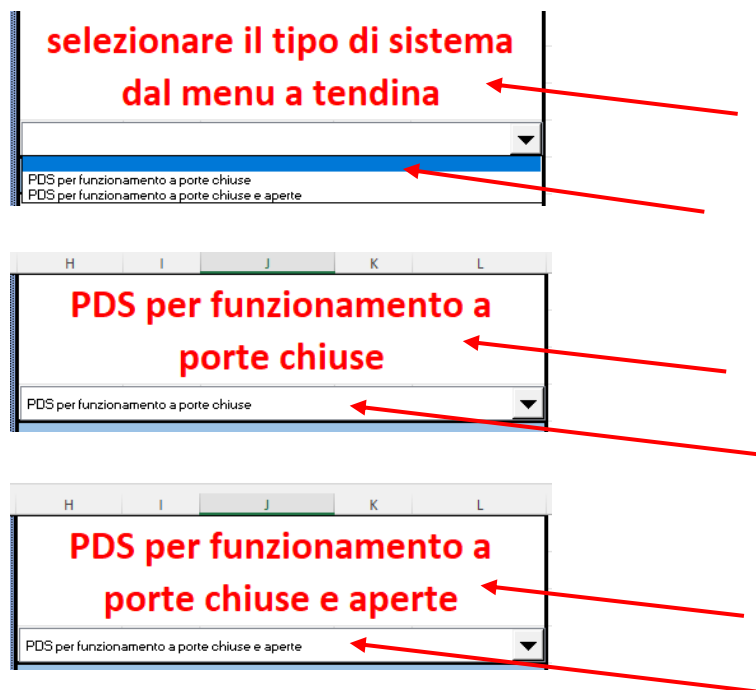 selezionare il tipo di sistema
dal menu a tendina
PDS per funzionamento a porte chiuse
PDS per funzionamento a porte chiuse e aperte
H I J K L
PDS per funzionamento a
porte chiuse
PDS per funzionamento a porte chiuse
H I J K L
PDS per funzionamento a
porte chiuse e aperte
PDS per funzionamento a porte chiuse e aperte